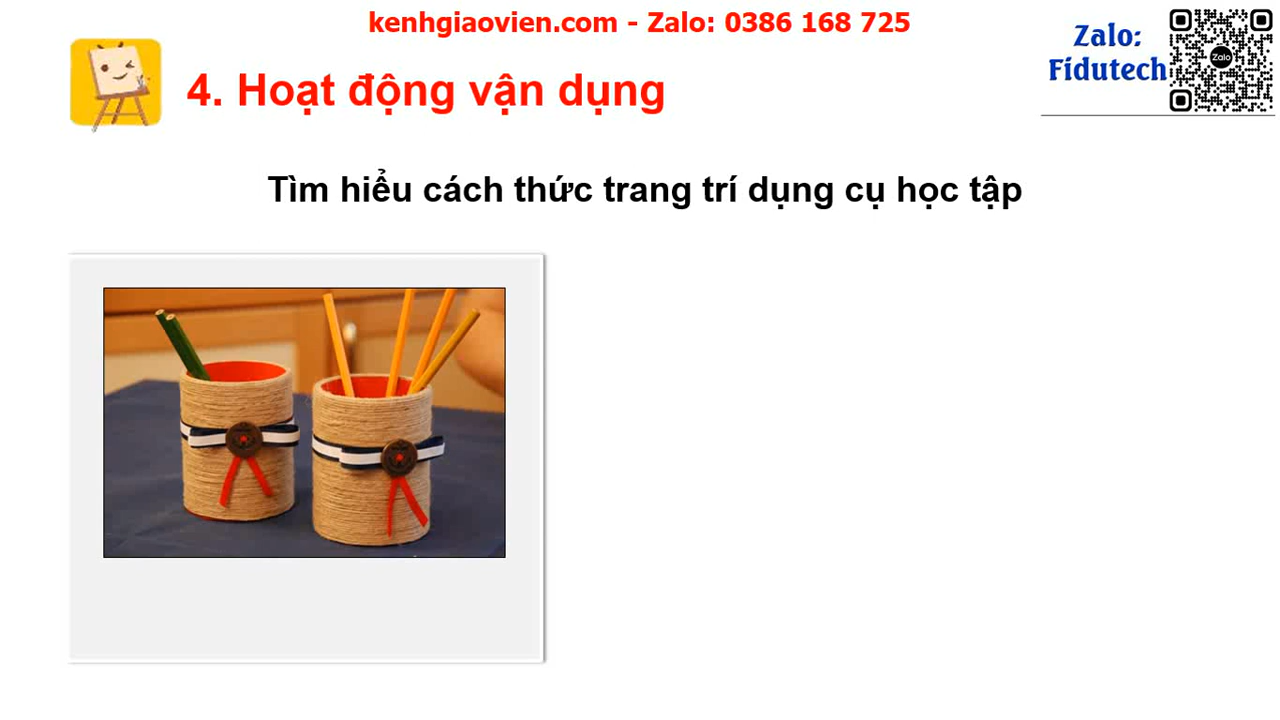 kenhgiaovien.com - Zalo: 0386 168 725
Zalo:
Fidutech
Zalo
4. Hoạt động vận dụng
Tìm hiểu cách thức trang trí dụng cụ học tập